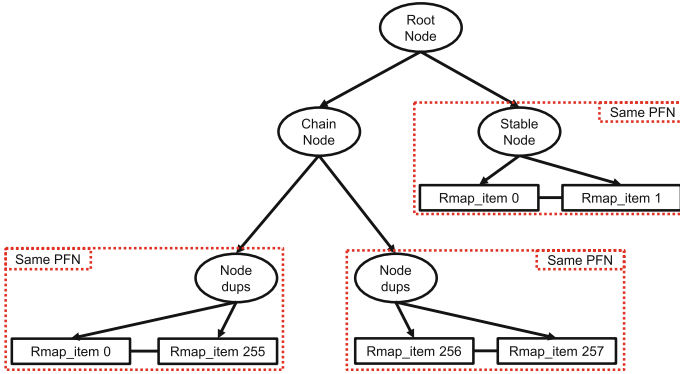 Root
Node
Chain
Node
Stable
Node
Same PFN
Rmap_item 0
Rmap_item 1
Same PFN
Node
dups
Rmap_item 0
Rmap_item 255
Node
dups
Same PFN
Rmap_item 256
Rmap_item 257